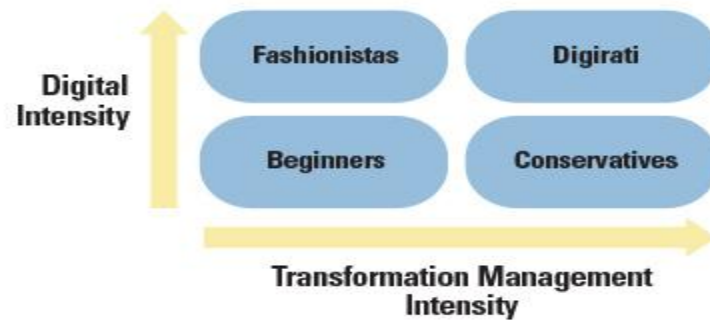 Fashionistas
Digirati
Digital
Intensity
Beginners
Conservatives
Transformation Management
Intensity